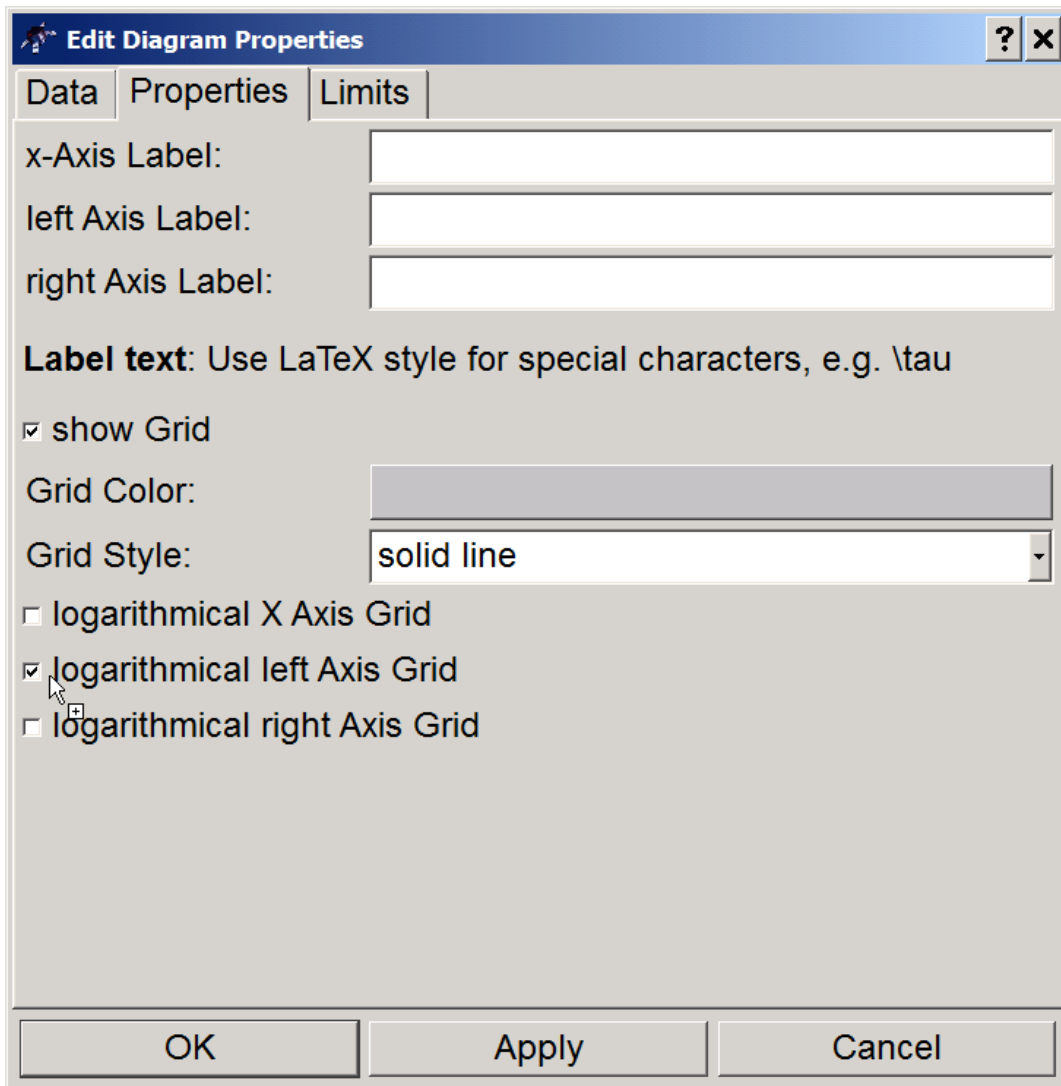 Edit Diagram Properties
Data Properties Limits
x-Axis Label:
left Axis Label:
right Axis Label:
Label text: Use LaTeX style for special characters, e.g. \tau
show Grid
Grid Color:
Grid Style: solid line
logarithmical X Axis Grid
logarithmical left Axis Grid
logarithmical right Axis Grid
OK Apply Cancel